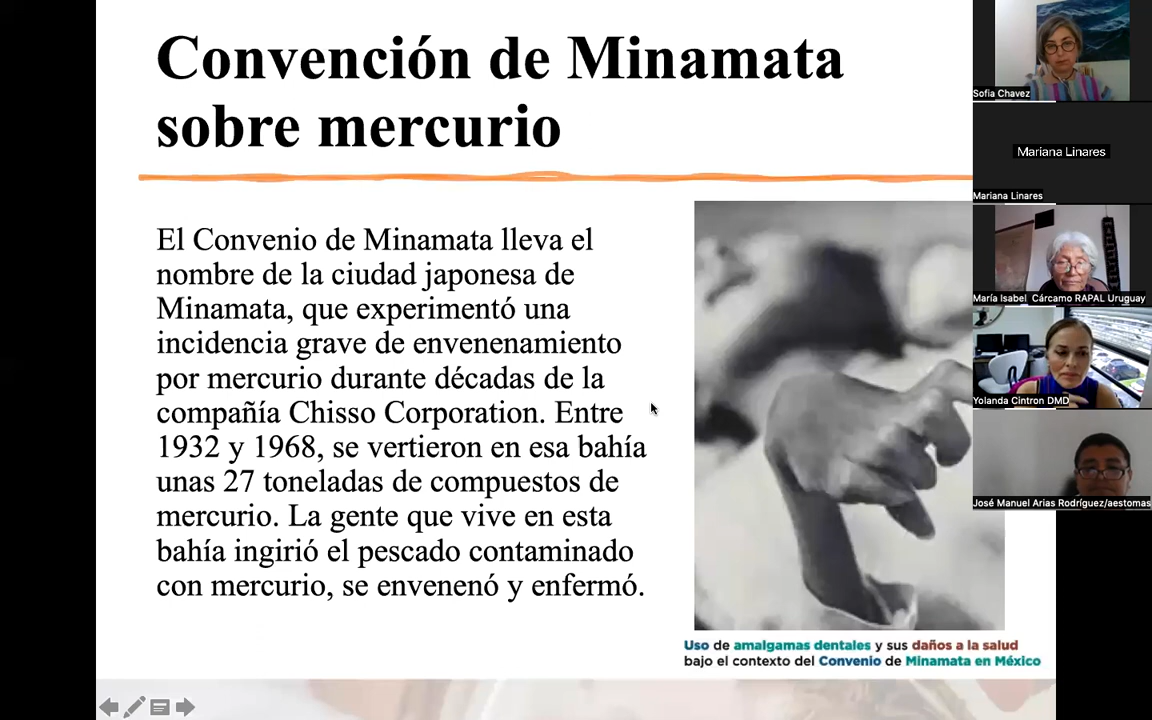 Convención de Minamata
sobre mercurio
El Convenio de Minamata lleva el
nombre de la ciudad japonesa de
Minamata, que experimentó una
incidencia grave de envenenamiento
por mercurio durante décadas de la
compañía Chisso Corporation. Entre
1932 y 1968, se vertieron en esa bahía
unas 27 toneladas de compuestos de
mercurio. La gente que vive en esta
bahía ingirió el pescado contaminado
con mercurio, se envenenó y enfermó.
Uso de amalgamas dentales y sus daños a la salud
bajo el contexto del Convenio de Minamata en México
Sofia Chavez
Mariana Linares
Mariana Linares
María Isabel Cárcamo RAPAL Uruguay
Yolanda Cintron DMD
José Manuel Arias Rodríguez/aestomas